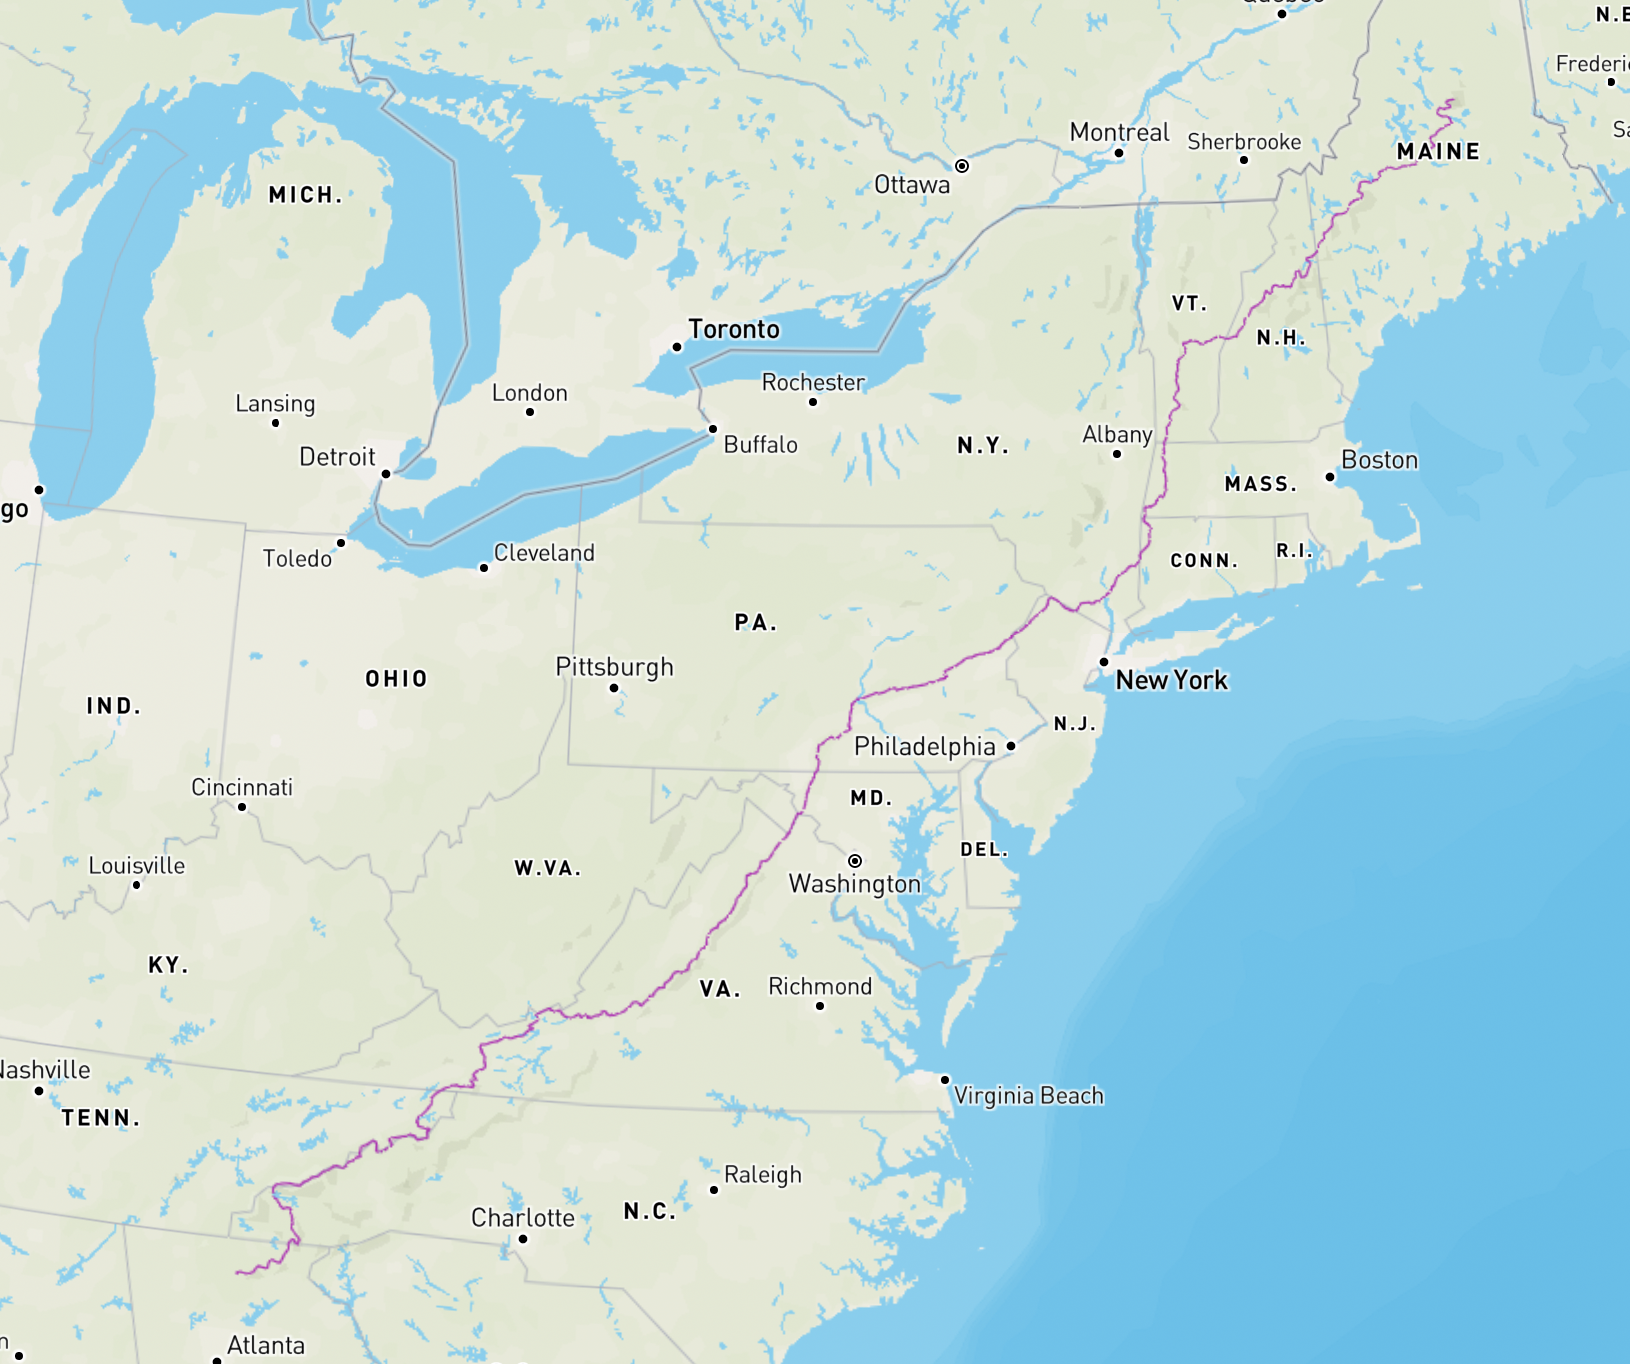 N.B
Frederi
Montreal
Sherbrooke
MAINE
Ottawa
MICH.
VT.
Toronto
N.H.
Rochester
London
Lansing
Albany
Buffalo
N.Y.
Detroit
Boston
MASS.
go
Toledo
Cleveland
R.I.
CONN.
PA.
Pittsburgh
OHIO
New York
IND.
N.J.
Philadelphia
Cincinnati
MD.
DEL.
Louisville
W.VA.
Washington
KY.
VA.
Richmond
Nashville
Virginia Beach
TENN.
Raleigh
Charlotte
N.C.
Atlanta